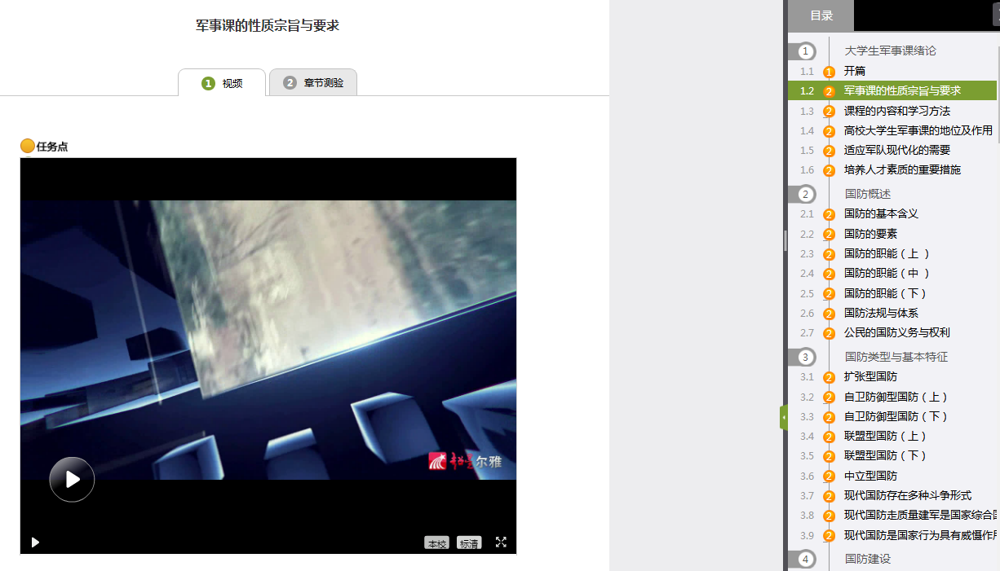 军事课的性质宗旨与要求
1 视频
2 章节测验
任务点
超星尔雅
本校
标清
目录
1 大学生军事课绪论
1.1 1 开篇
1.2 2 军事课的性质宗旨与要求
1.3 2 课程的内容和学习方法
1.4 2 高校大学生军事课的地位及作用
1.5 2 适应军队现代化的需要
1.6 2 培养人才素质的重要措施
2 国防概述
2.1 2 国防的基本含义
2.2 2 国防的要素
2.3 2 国防的职能（上 ）
2.4 2 国防的职能（中 ）
2.5 2 国防的职能（下）
2.6 2 国防法规与体系
2.7 2 公民的国防义务与权利
3 国防类型与基本特征
3.1 2 扩张型国防
3.2 2 自卫防御型国防（上）
3.3 2 自卫防御型国防（下）
3.4 2 联盟型国防（上）
3.5 2 联盟型国防（下）
3.6 2 中立型国防
3.7 2 现代国防存在多种斗争形式
3.8 2 现代国防走质量建军是国家综合
3.9 2 现代国防是国家行为具有威慑作
4 国防建设